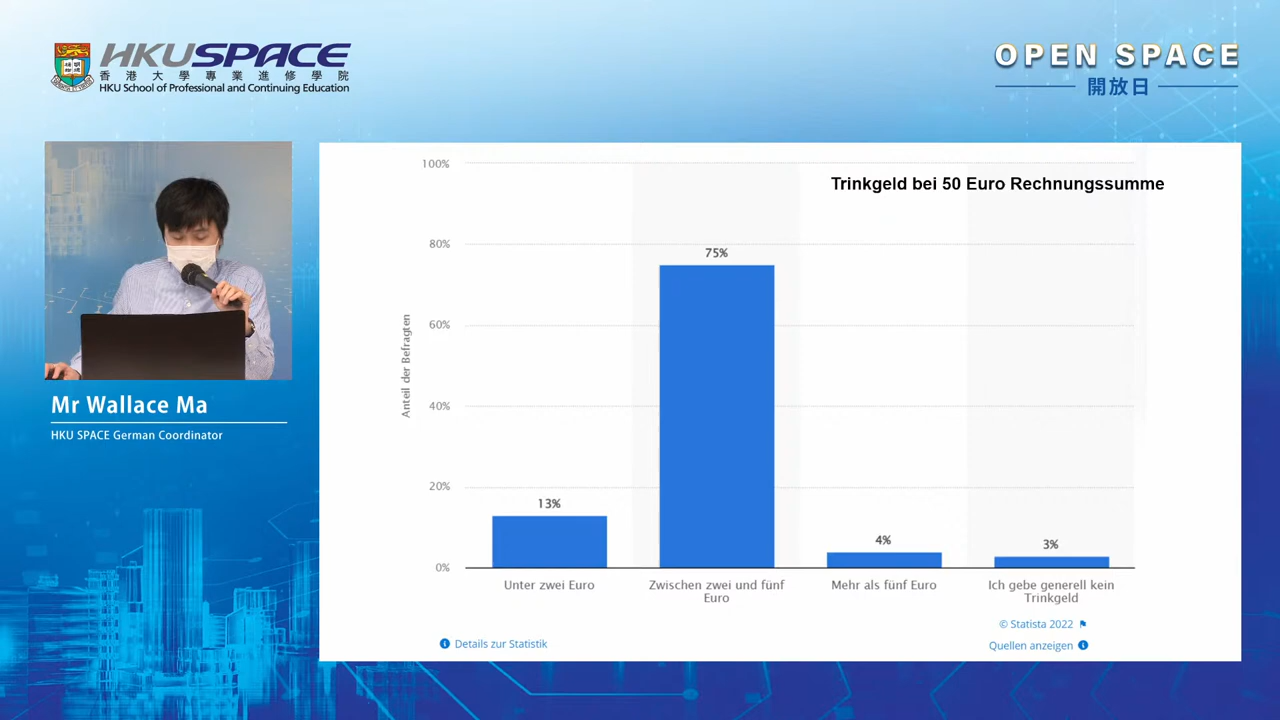 HKUSPACE
香港大學專業進修學院
HKU School of Professional and Continuing Education
OPEN SPACE
開放日
Mr Wallace Ma
HKU SPACE German Coordinator
Trinkgeld bei 50 Euro Rechnungssumme
Anteil der Befragten
100%
80%
60%
40%
20%
0%
13%
75%
4%
3%
Unter zwei Euro
Zwischen zwei und fünf
Euro
Mehr als fünf Euro
Ich gebe generell kein
Trinkgeld
© Statista 2022
Details zur Statistik
Quellen anzeigen